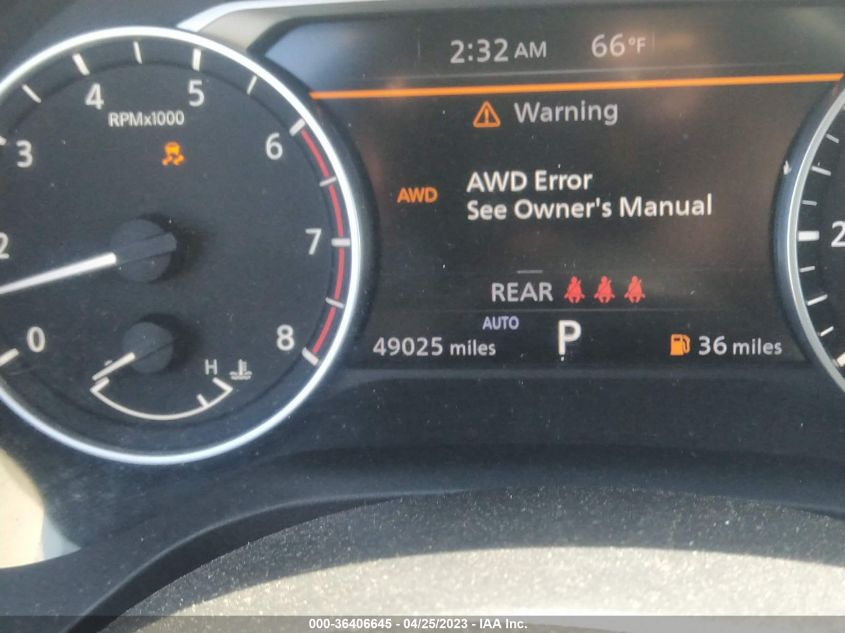 2:32 AM 66°F
Warning
AWD AWD Error
See Owner's Manual
REAR
AUTO P
49025 miles 36 miles
4 5
RPMx1000
3 6
2 7
0 8
H
2
000-36406645 - 04/25/2023 - IAA Inc.